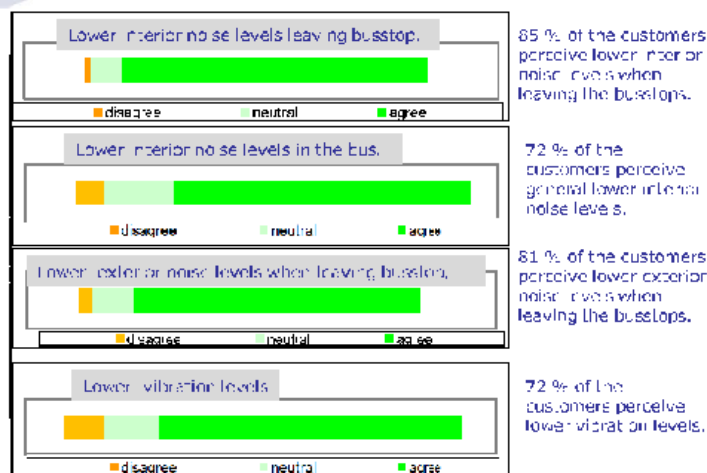 Lower interior noise levels leaving busstop.
disagree neutral agree
85 % of the customers
perceive lower interior
noise levels when
leaving the busstops.
Lower interior noise levels in the bus.
disagree neutral agree
72 % of the
customers perceive
general lower interior
noise levels.
Lower exterior noise levels when leaving busstop.
disagree neutral agree
81 % of the customers
perceive lower exterior
noise levels when
leaving the busstops.
Lower vibration levels
disagree neutral agree
72 % of the
customers perceive
lower vibration levels.